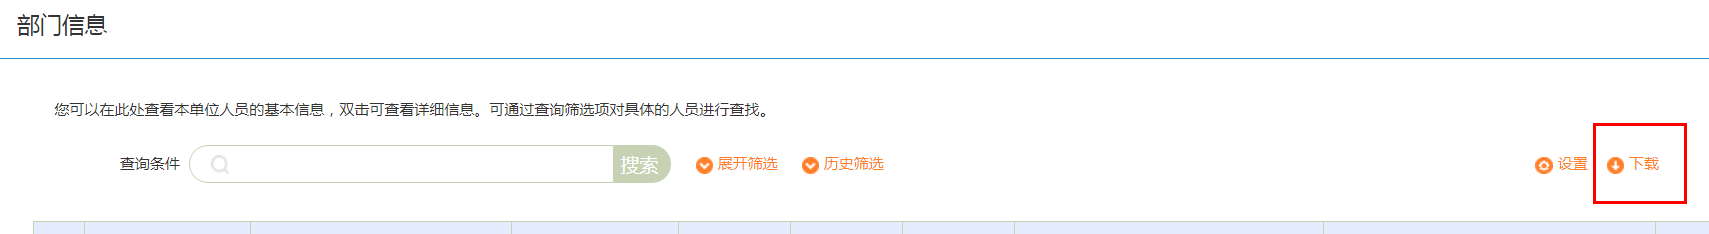 部门信息
您可以在此处查看本单位人员的基本信息，双击可查看详细信息。可通过查询筛选项对具体的人员进行查找。
查询条件 搜索 展开筛选 历史筛选 设置 下载